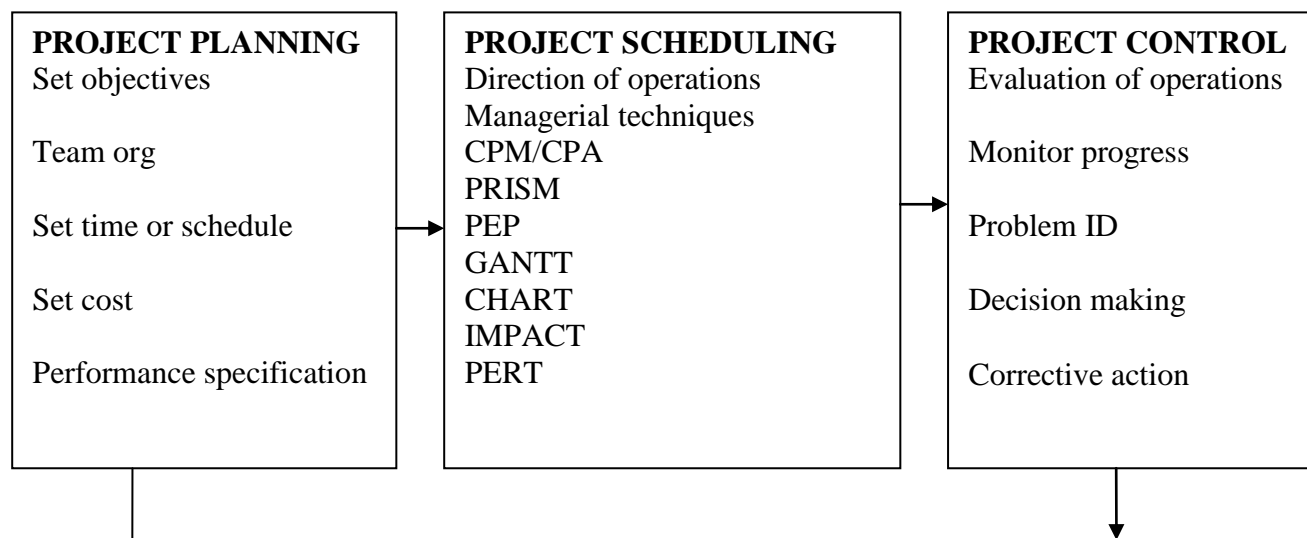 PROJECT PLANNING
Set objectives
Team org
Set time or schedule
Set cost
Performance specification
PROJECT SCHEDULING
Direction of operations
Managerial techniques
CPM/CPA
PRISM
PEP
GANTT
CHART
IMPACT
PERT
PROJECT CONTROL
Evaluation of operations
Monitor progress
Problem ID
Decision making
Corrective action